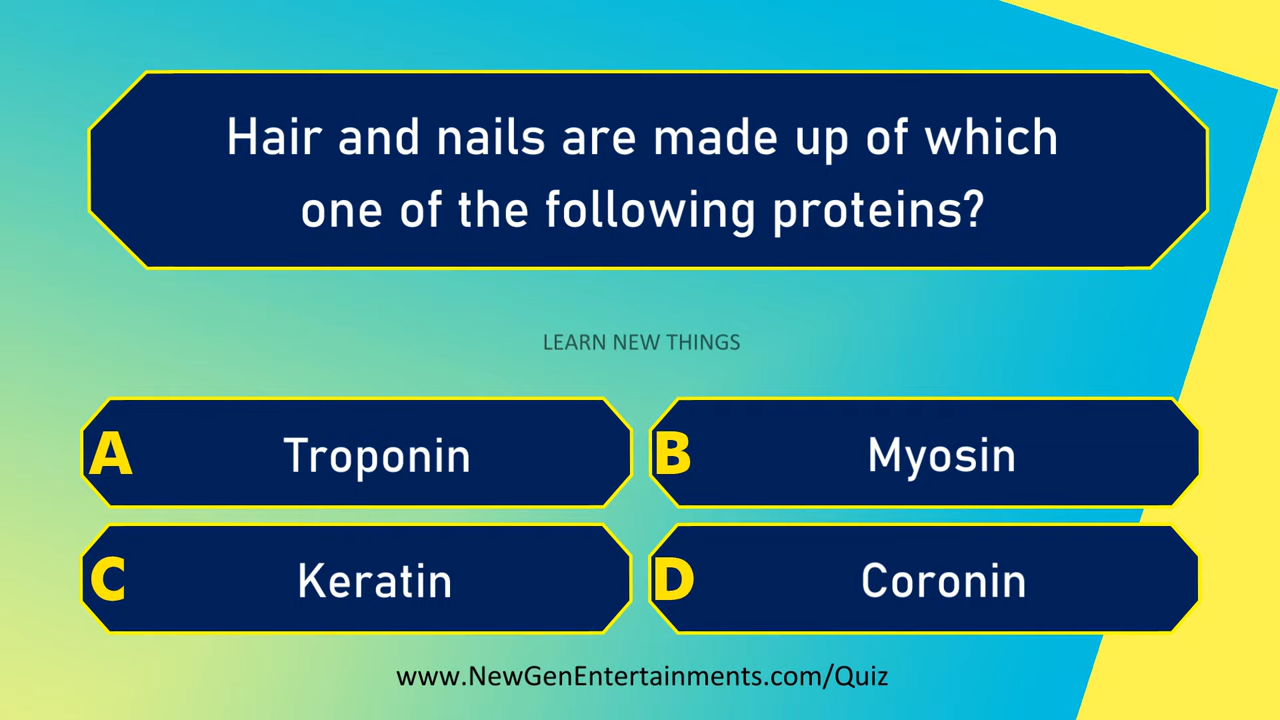 Hair and nails are made up of which
one of the following proteins?
LEARN NEW THINGS
A Troponin
B Myosin
C Keratin
D Coronin
www.NewGenEntertainments.com/Quiz